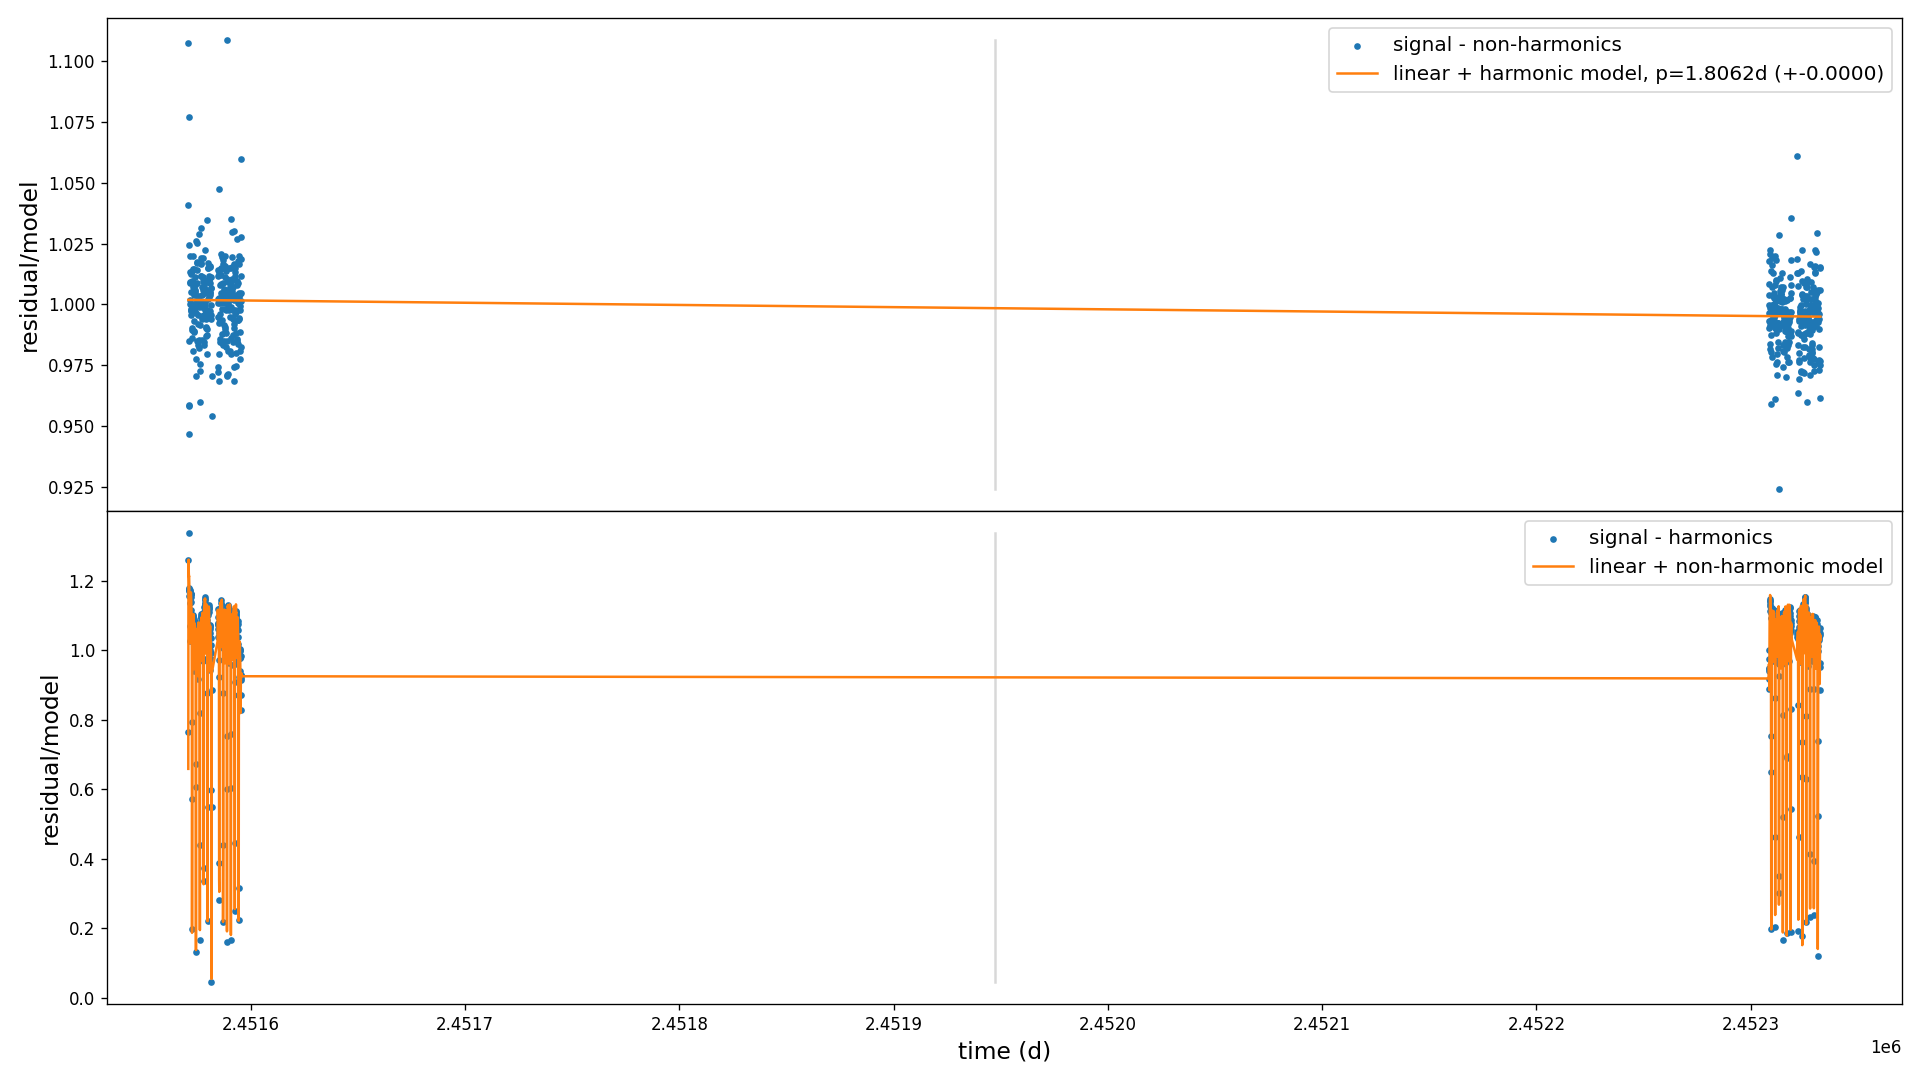 signal - non-harmonics
linear + harmonic model, p=1.8062d (+-0.0000)
1.100
1.075
1.050
1.025
1.000
0.975
0.950
0.925
residual/model
signal - harmonics
linear + non-harmonic model
1.2
1.0
0.8
0.6
0.4
0.2
0.0
residual/model
2.4516 2.4517 2.4518 2.4519 2.4520 2.4521 2.4522 2.4523
1e6
time (d)